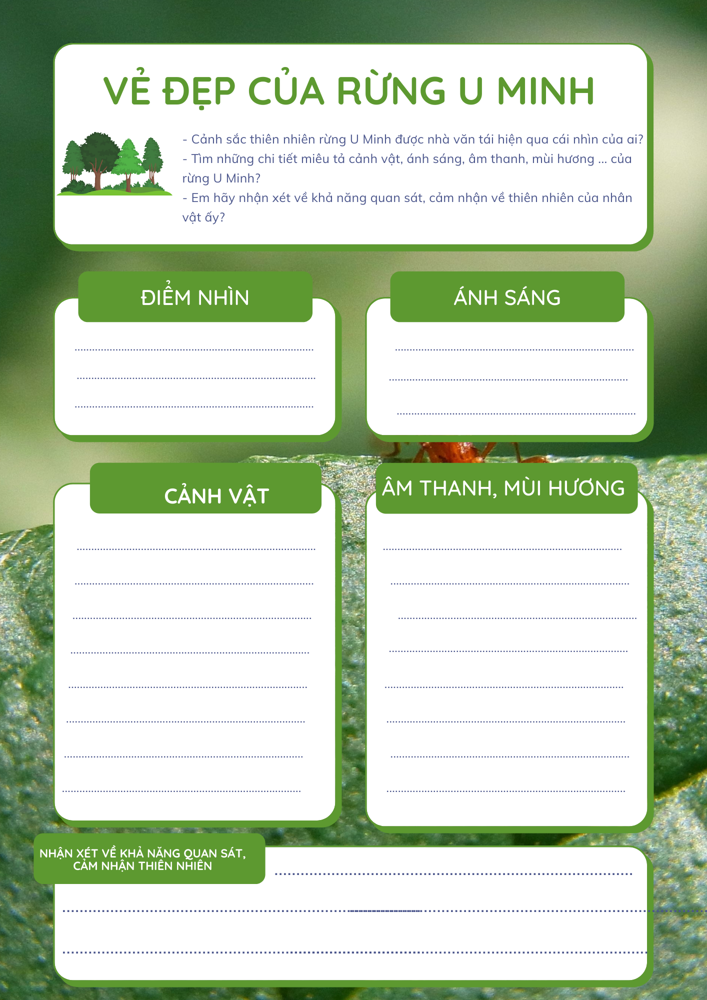 VẺ ĐẸP CỦA RỪNG U MINH
- Cảnh sắc thiên nhiên rừng U Minh được nhà văn tái hiện qua cái nhìn của ai?
- Tìm những chi tiết miêu tả cảnh vật, ánh sáng, âm thanh, mùi hương ... của
rừng U Minh?
- Em hãy nhận xét về khả năng quan sát, cảm nhận về thiên nhiên của nhân
vật ấy?
ĐIỂM NHÌN
ÁNH SÁNG
CẢNH VẬT
ÂM THANH, MÙI HƯƠNG
NHẬN XÉT VỀ KHẢ NĂNG QUAN SÁT,
CẢM NHẬN THIÊN NHIÊN